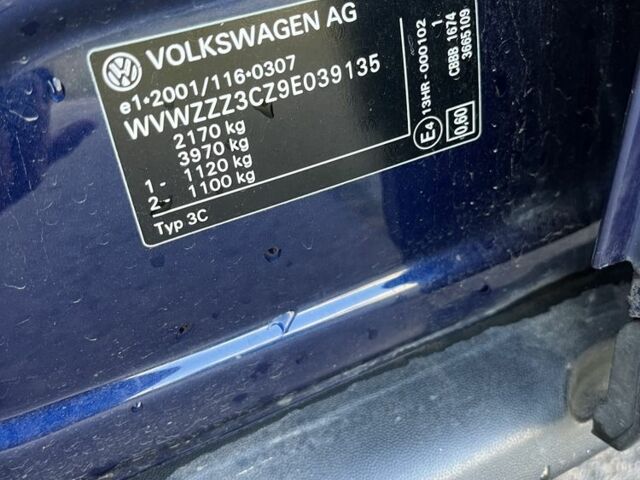 VOLKSWAGEN AG
e1*2001/116*0307
WVWZZZ3CZ9E039135
2170 kg
3970 kg
1- 1120 kg
2- 1100 kg
Typ 3C
13HR-000102
E4
1
C88B 1674
3665109
0,60